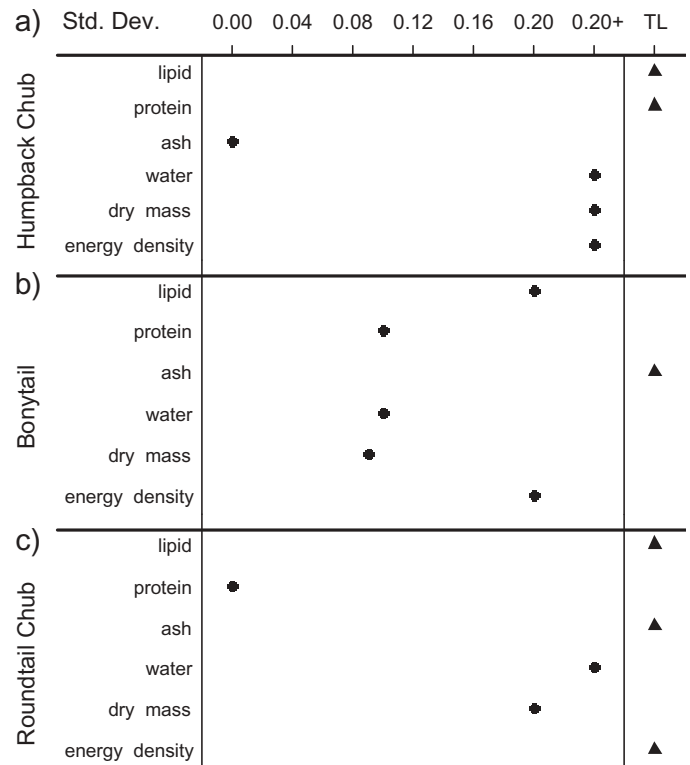 a) Std. Dev. 0.00 0.04 0.08 0.12 0.16 0.20 0.20+ TL
Humpback Chub
lipid
protein
ash
water
dry mass
energy density
b)
Bonytail
lipid
protein
ash
water
dry mass
energy density
c)
Roundtail Chub
lipid
protein
ash
water
dry mass
energy density